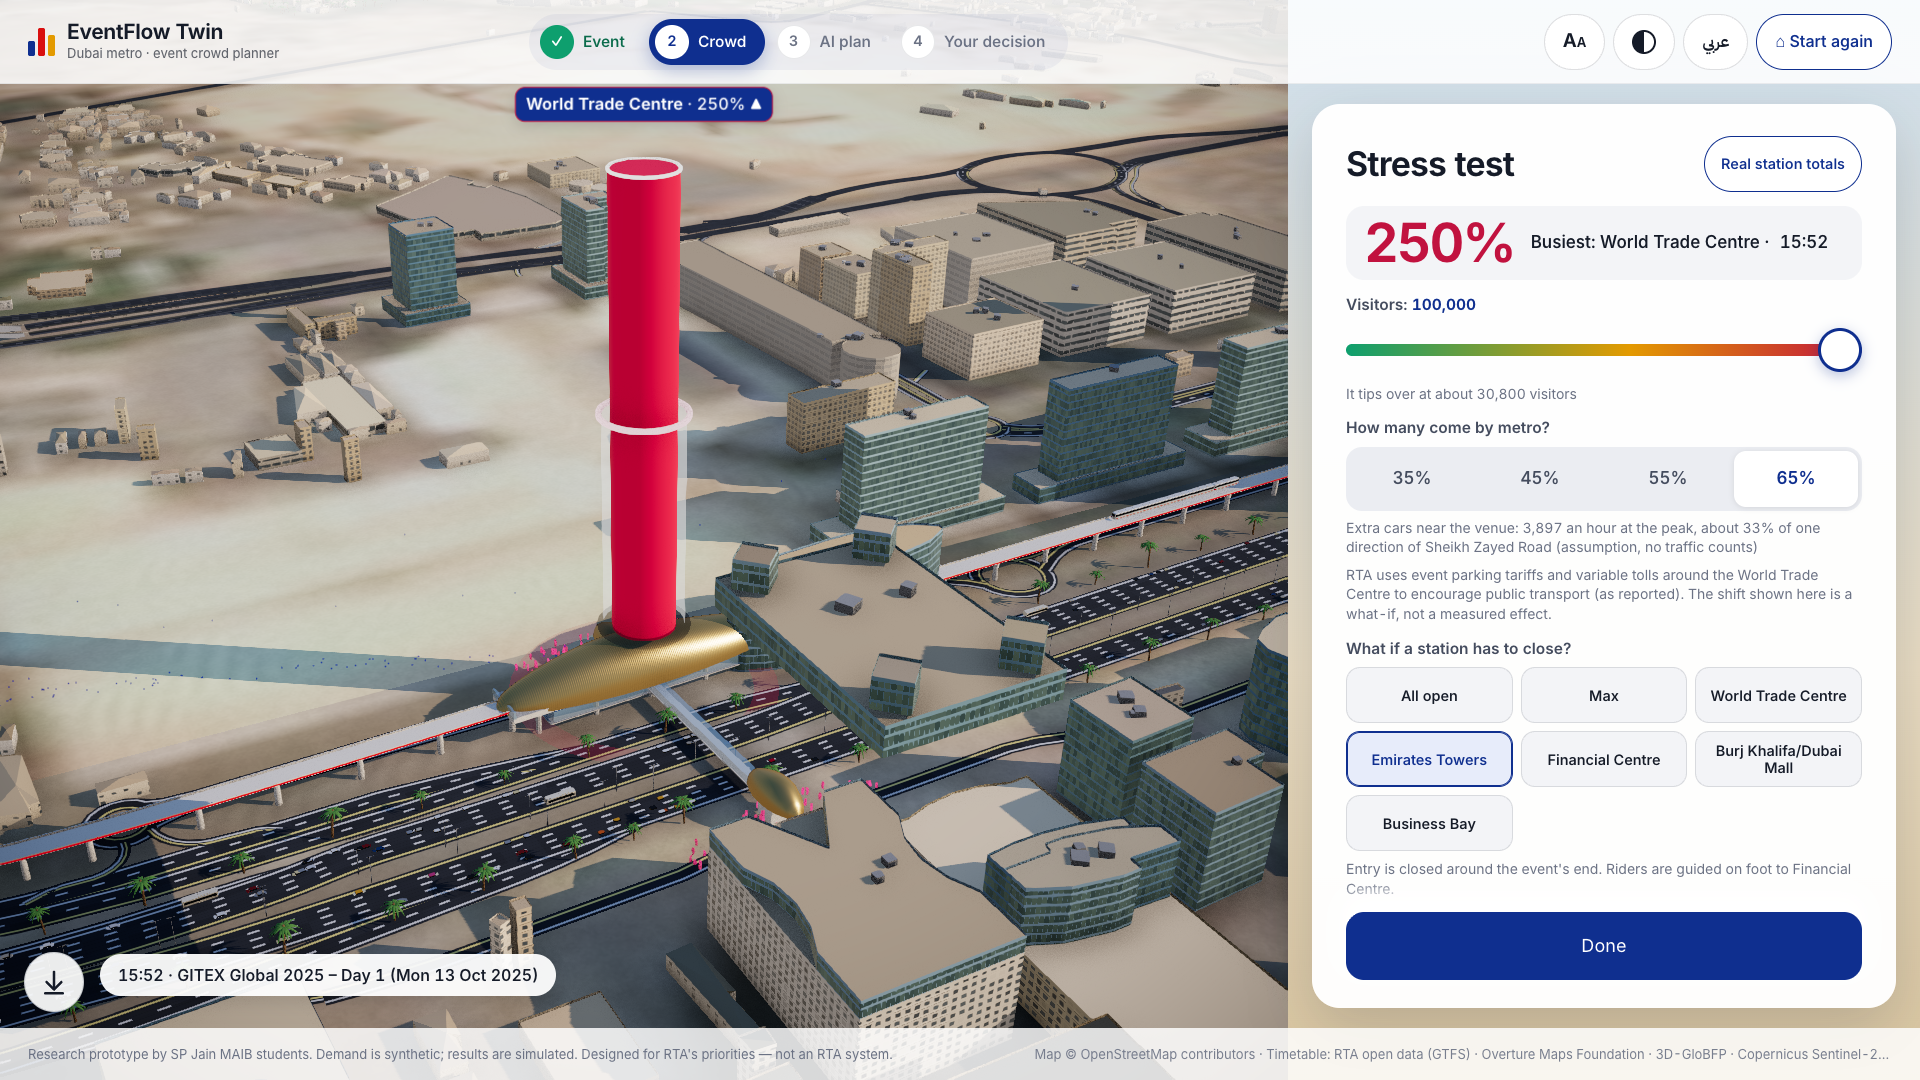 EventFlow Twin
Dubai metro · event crowd planner
Event
2 Crowd
3 AI plan
4 Your decision
AA
عربي
⌂ Start again
World Trade Centre · 250% ▲
Stress test
Real station totals
250% Busiest: World Trade Centre · 15:52
Visitors: 100,000
It tips over at about 30,800 visitors
How many come by metro?
35% 45% 55% 65%
Extra cars near the venue: 3,897 an hour at the peak, about 33% of one
direction of Sheikh Zayed Road (assumption, no traffic counts)
RTA uses event parking tariffs and variable tolls around the World Trade
Centre to encourage public transport (as reported). The shift shown here is a
what-if, not a measured effect.
What if a station has to close?
All open
Max
World Trade Centre
Emirates Towers
Financial Centre
Burj Khalifa/Dubai
Mall
Business Bay
Entry is closed around the event's end. Riders are guided on foot to Financial
Centre.
Done
15:52 · GITEX Global 2025 – Day 1 (Mon 13 Oct 2025)
Research prototype by SP Jain MAIB students. Demand is synthetic; results are simulated. Designed for RTA's priorities — not an RTA system.
Map © OpenStreetMap contributors · Timetable: RTA open data (GTFS) · Overture Maps Foundation · 3D-GloBFP · Copernicus Sentinel-2...